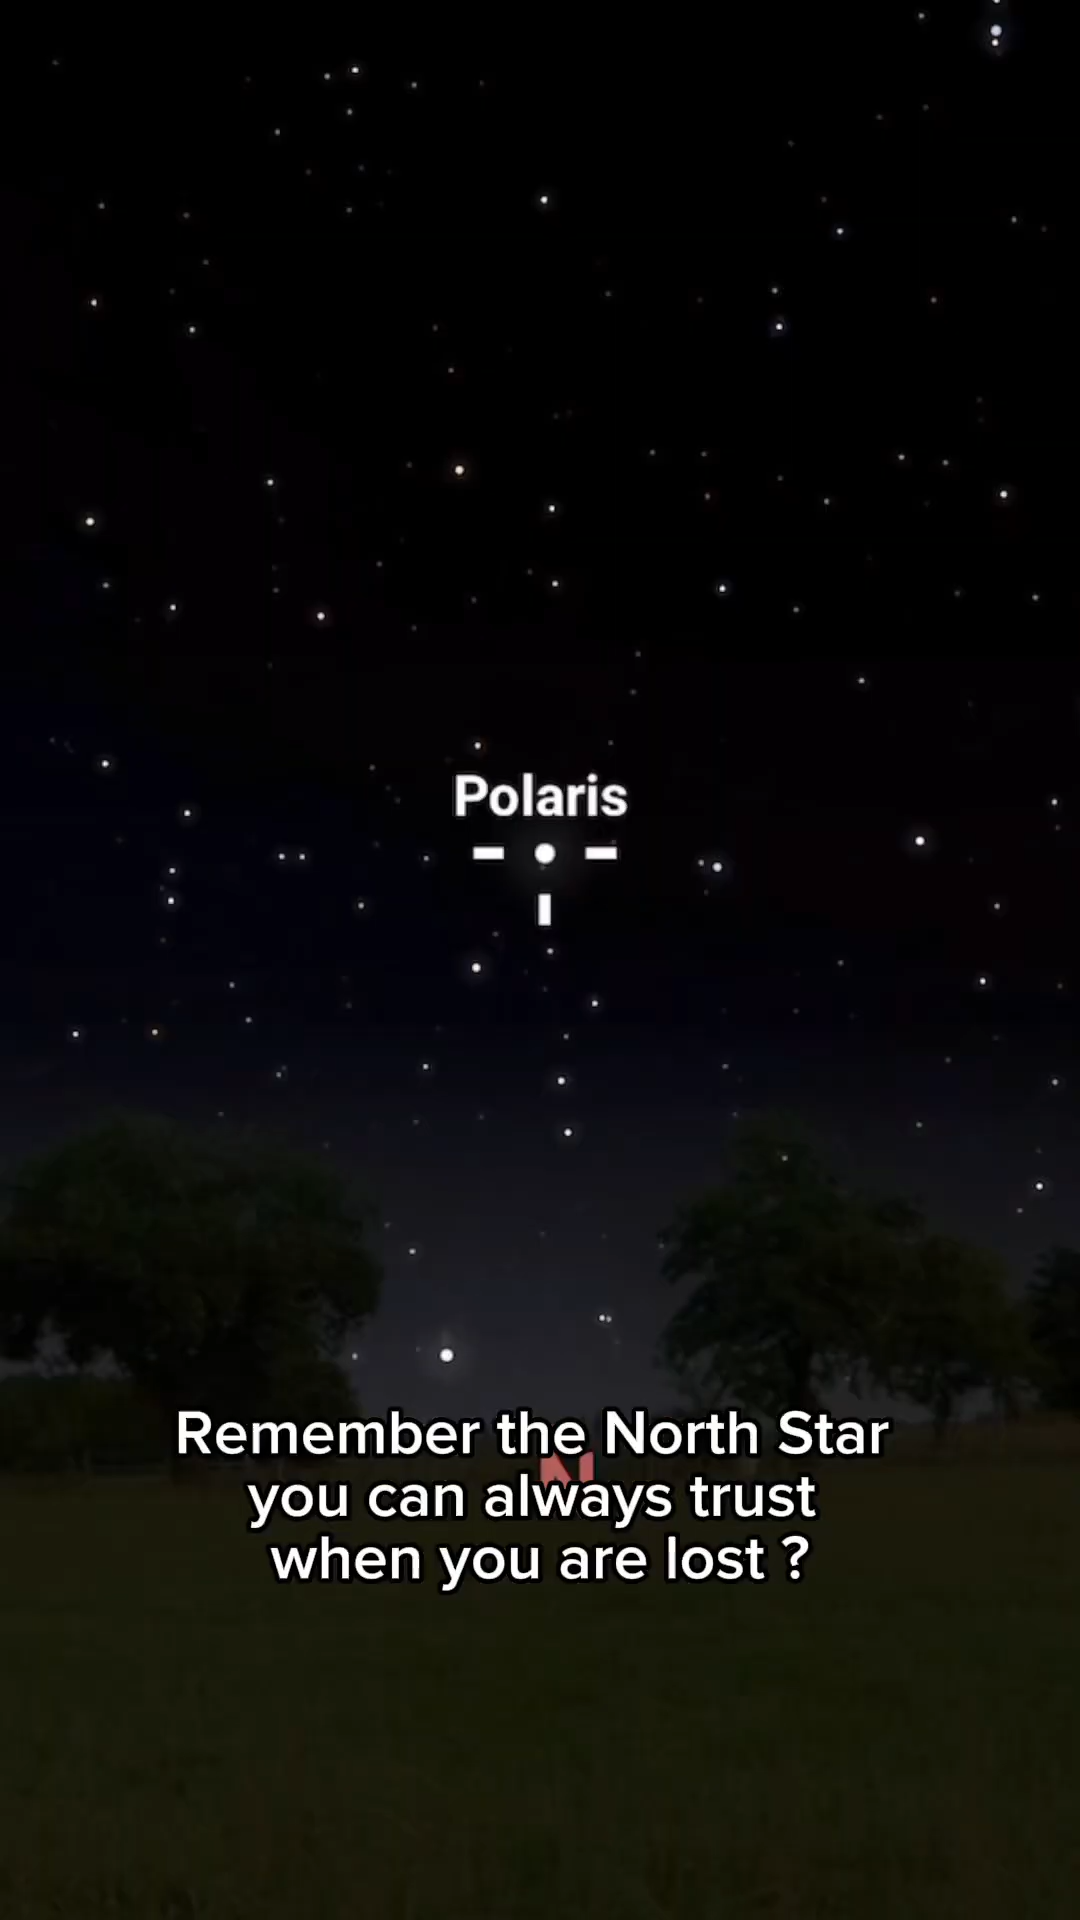 Polaris
Remember the North Star
N
you can always trust
when you are lost ?